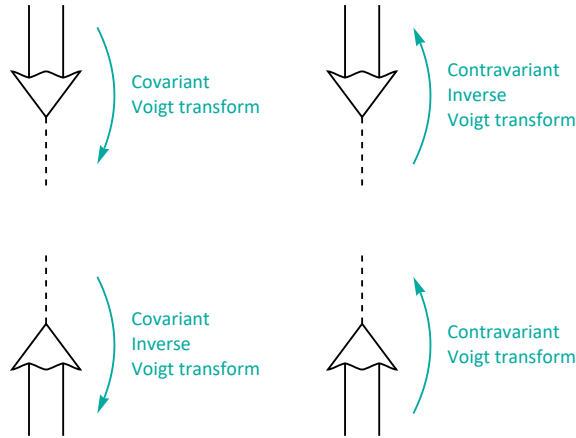 Covariant
Voigt transform
Contravariant
Inverse
Voigt transform
Covariant
Inverse
Voigt transform
Contravariant
Voigt transform